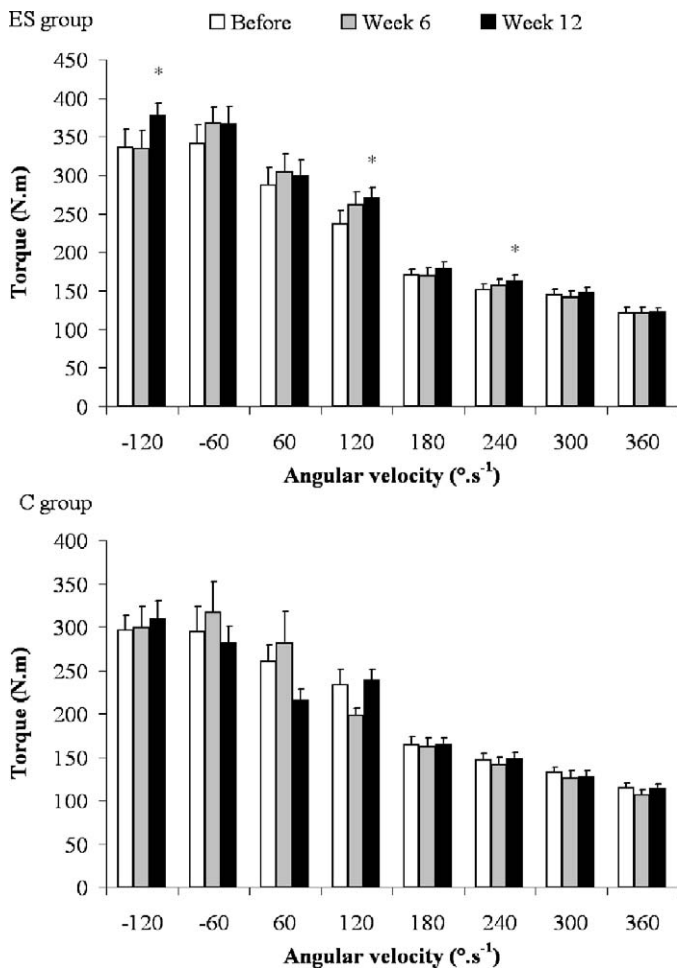 ES group
Before Week 6 Week 12
450
400
350
300
250
200
150
100
50
0
Torque (N.m)
* * *
-120 -60 60 120 180 240 300 360
Angular velocity (°.s⁻¹)
C group
400
350
300
250
200
150
100
50
0
Torque (N.m)
-120 -60 60 120 180 240 300 360
Angular velocity (°.s⁻¹)